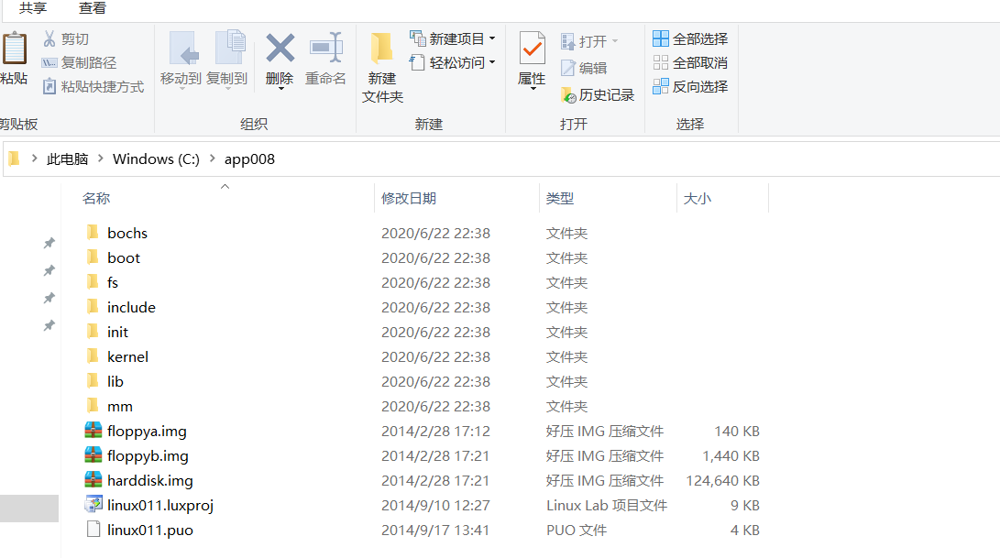 共享 查看
剪切
复制路径
粘贴快捷方式
粘贴
剪贴板
移动到 复制到 删除 重命名
组织
新建
文件夹
新建项目
轻松访问
新建
属性
打开
编辑
历史记录
打开
全部选择
全部取消
反向选择
选择
此电脑 > Windows (C:) > app008
名称 修改日期 类型 大小
bochs 2020/6/22 22:38 文件夹
boot 2020/6/22 22:38 文件夹
fs 2020/6/22 22:38 文件夹
include 2020/6/22 22:38 文件夹
init 2020/6/22 22:38 文件夹
kernel 2020/6/22 22:38 文件夹
lib 2020/6/22 22:38 文件夹
mm 2020/6/22 22:38 文件夹
floppya.img 2014/2/28 17:12 好压 IMG 压缩文件 140 KB
floppyb.img 2014/2/28 17:21 好压 IMG 压缩文件 1,440 KB
harddisk.img 2014/2/28 17:21 好压 IMG 压缩文件 124,640 KB
linux011.luxproj 2014/9/10 12:27 Linux Lab 项目文件 9 KB
linux011.puo 2014/9/17 13:41 PUO 文件 4 KB